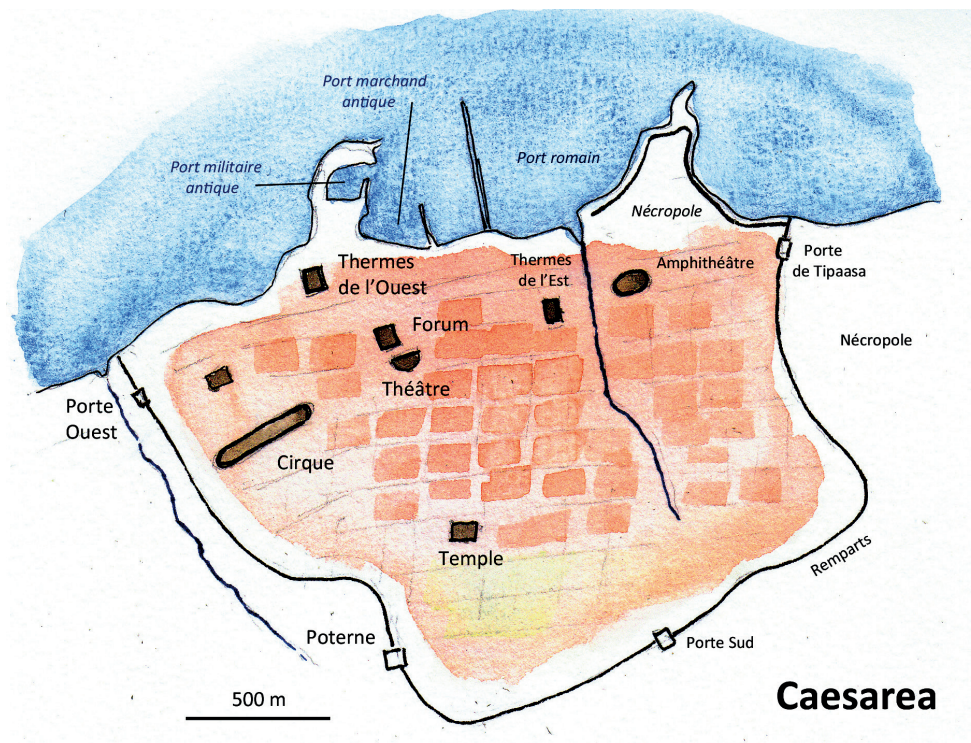 Port marchand
antique
Port militaire
antique
Port romain
Nécropole
Porte
de Tipaasa
Thermes
de l'Ouest
Thermes
de l'Est
Amphithéâtre
Forum
Théâtre
Nécropole
Porte
Ouest
Cirque
Temple
Remparts
Poterne
Porte Sud
500 m
Caesarea